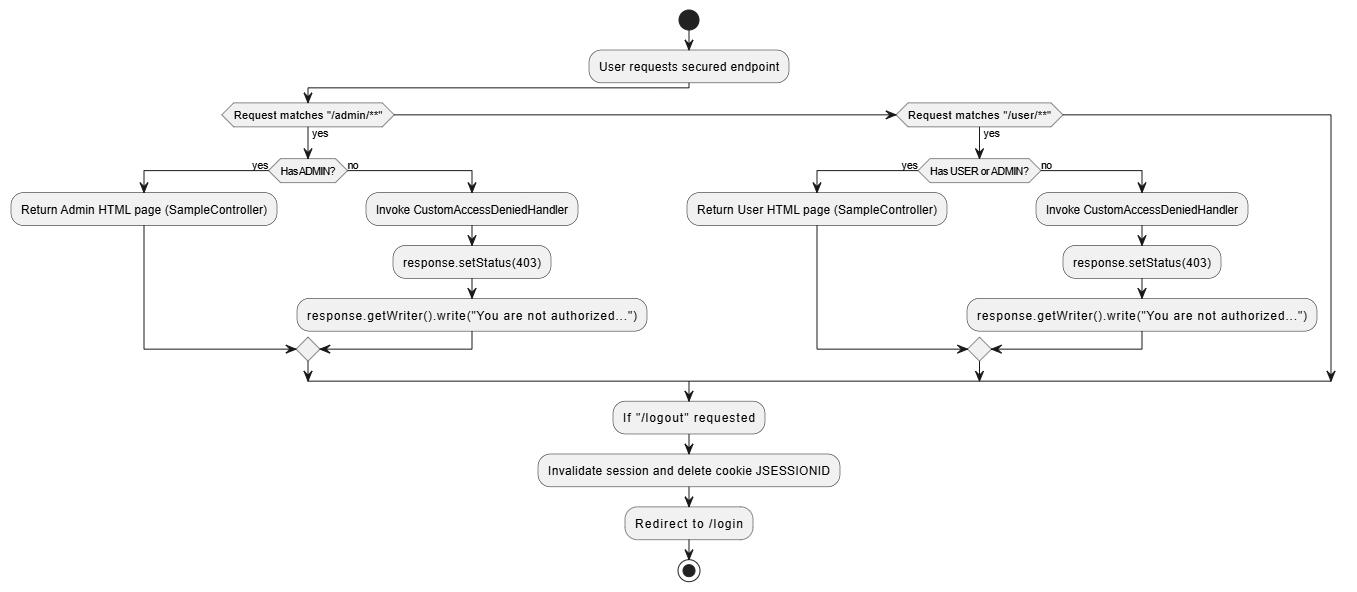 User requests secured endpoint
Request matches "/admin/**"
Request matches "/user/**"
yes
yes
yes
Has ADMIN?
no
yes
Has USER or ADMIN?
no
Return Admin HTML page (SampleController)
Invoke CustomAccessDeniedHandler
Return User HTML page (SampleController)
Invoke CustomAccessDeniedHandler
response.setStatus(403)
response.setStatus(403)
response.getWriter().write("You are not authorized...")
response.getWriter().write("You are not authorized...")
If "/logout" requested
Invalidate session and delete cookie JSESSIONID
Redirect to /login